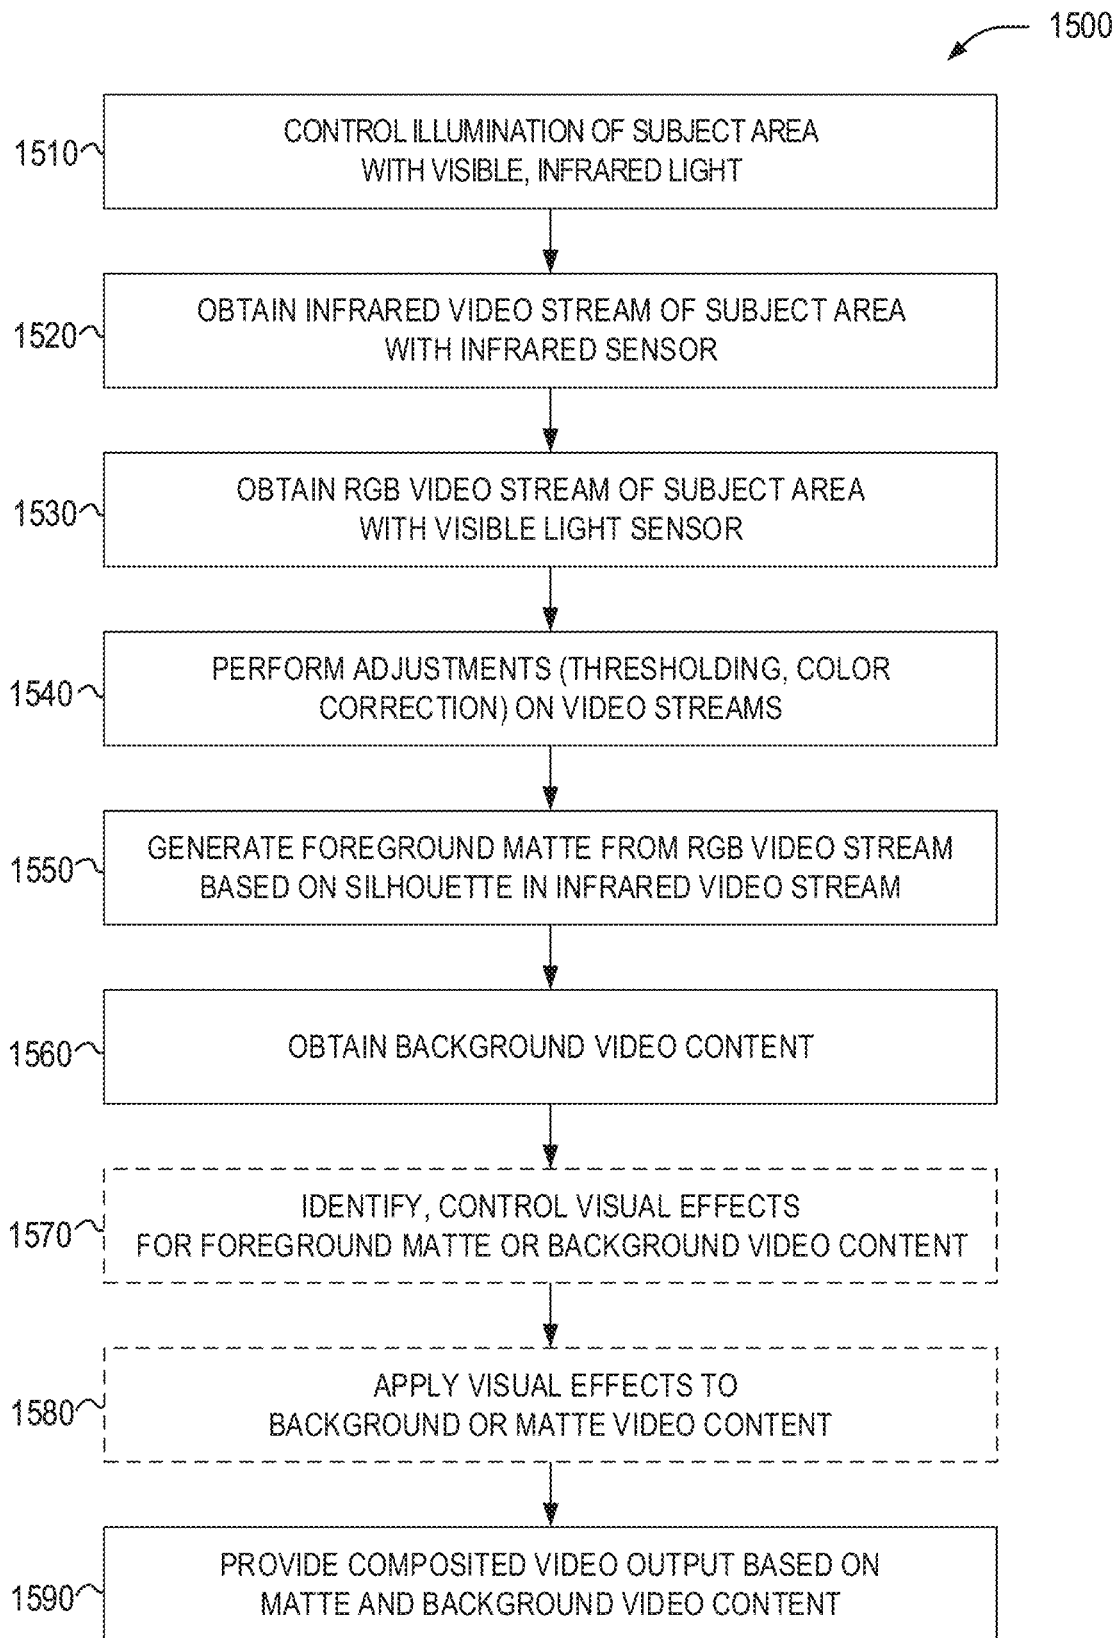 1500
1510
CONTROL ILLUMINATION OF SUBJECT AREA
WITH VISIBLE, INFRARED LIGHT
1520
OBTAIN INFRARED VIDEO STREAM OF SUBJECT AREA
WITH INFRARED SENSOR
1530
OBTAIN RGB VIDEO STREAM OF SUBJECT AREA
WITH VISIBLE LIGHT SENSOR
1540
PERFORM ADJUSTMENTS (THRESHOLDING, COLOR
CORRECTION) ON VIDEO STREAMS
1550
GENERATE FOREGROUND MATTE FROM RGB VIDEO STREAM
BASED ON SILHOUETTE IN INFRARED VIDEO STREAM
1560
OBTAIN BACKGROUND VIDEO CONTENT
1570
IDENTIFY, CONTROL VISUAL EFFECTS
FOR FOREGROUND MATTE OR BACKGROUND VIDEO CONTENT
1580
APPLY VISUAL EFFECTS TO
BACKGROUND OR MATTE VIDEO CONTENT
1590
PROVIDE COMPOSITED VIDEO OUTPUT BASED ON
MATTE AND BACKGROUND VIDEO CONTENT